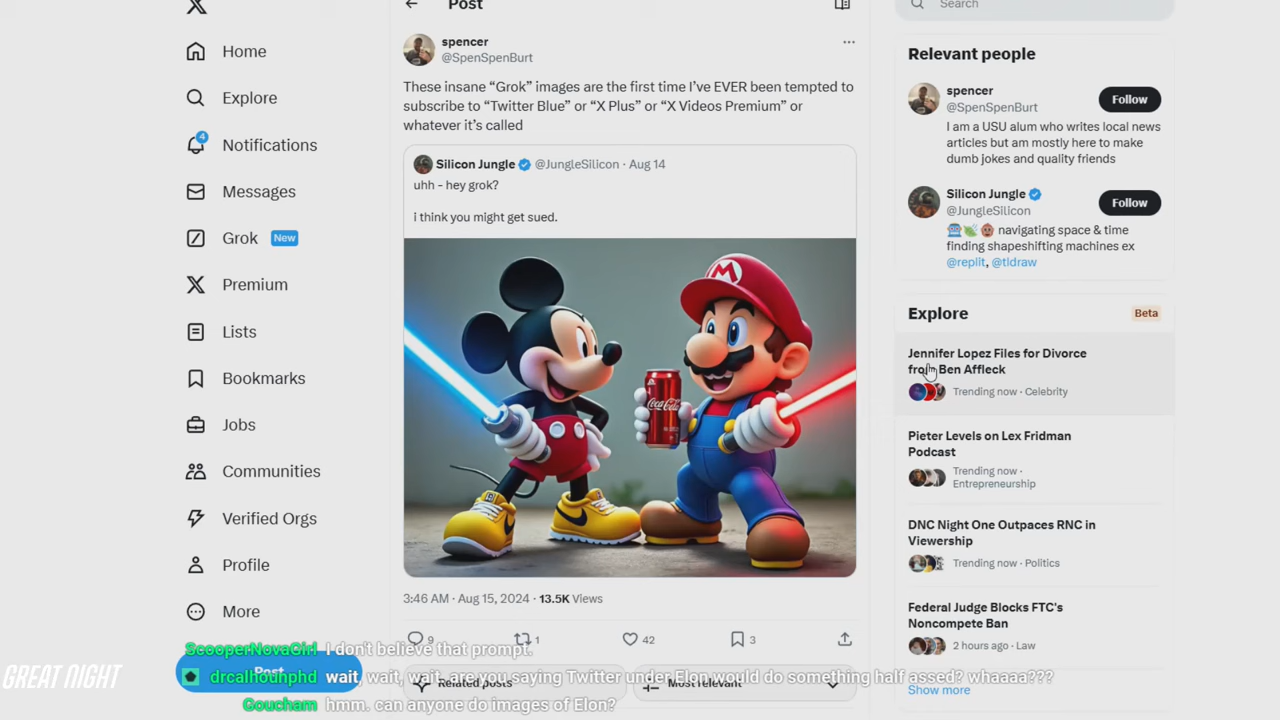 Post
Search
Home
Explore
4
Notifications
Messages
Grok New
Premium
Lists
Bookmarks
Jobs
Communities
Verified Orgs
Profile
More
Post
spencer
@SpenSpenBurt
These insane “Grok” images are the first time I’ve EVER been tempted to
subscribe to “Twitter Blue” or “X Plus” or “X Videos Premium” or
whatever it’s called
Silicon Jungle @JungleSilicon · Aug 14
uhh - hey grok?
i think you might get sued.
M
Coca-Cola
3:46 AM · Aug 15, 2024 · 13.5K Views
9
1
42
3
Related posts
Most relevant
Relevant people
spencer
@SpenSpenBurt
Follow
I am a USU alum who writes local news
articles but am mostly here to make
dumb jokes and quality friends
Silicon Jungle
@JungleSilicon
Follow
navigating space & time
finding shapeshifting machines ex
@replit, @tldraw
Explore
Beta
Jennifer Lopez Files for Divorce
from Ben Affleck
Trending now · Celebrity
Pieter Levels on Lex Fridman
Podcast
Trending now ·
Entrepreneurship
DNC Night One Outpaces RNC in
Viewership
Trending now · Politics
Federal Judge Blocks FTC’s
Noncompete Ban
2 hours ago · Law
Show more
GREAT NIGHT
ScooperNovaGirl I don't believe that prompt.
drcalhounphd wait, wait, wait. are you saying Twitter under Elon would do something half assed? whaaaa???
Goucham hmm. can anyone do images of Elon?